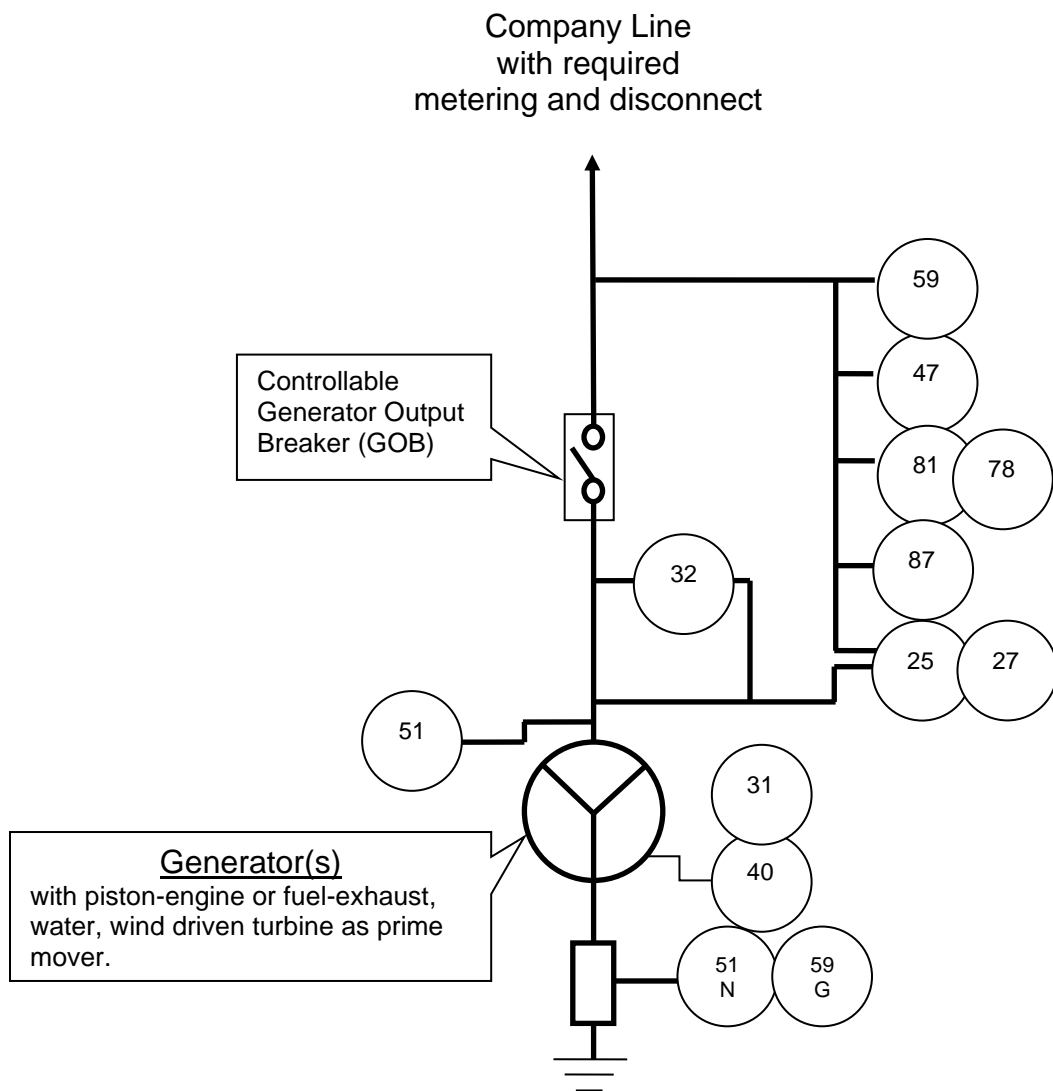 Company Line
with required
metering and disconnect
59
47
Controllable
Generator Output
Breaker (GOB)
81
78
87
32
25
27
51
31
Generator(s)
with piston-engine or fuel-exhaust,
water, wind driven turbine as prime
mover.
40
51
N
59
G